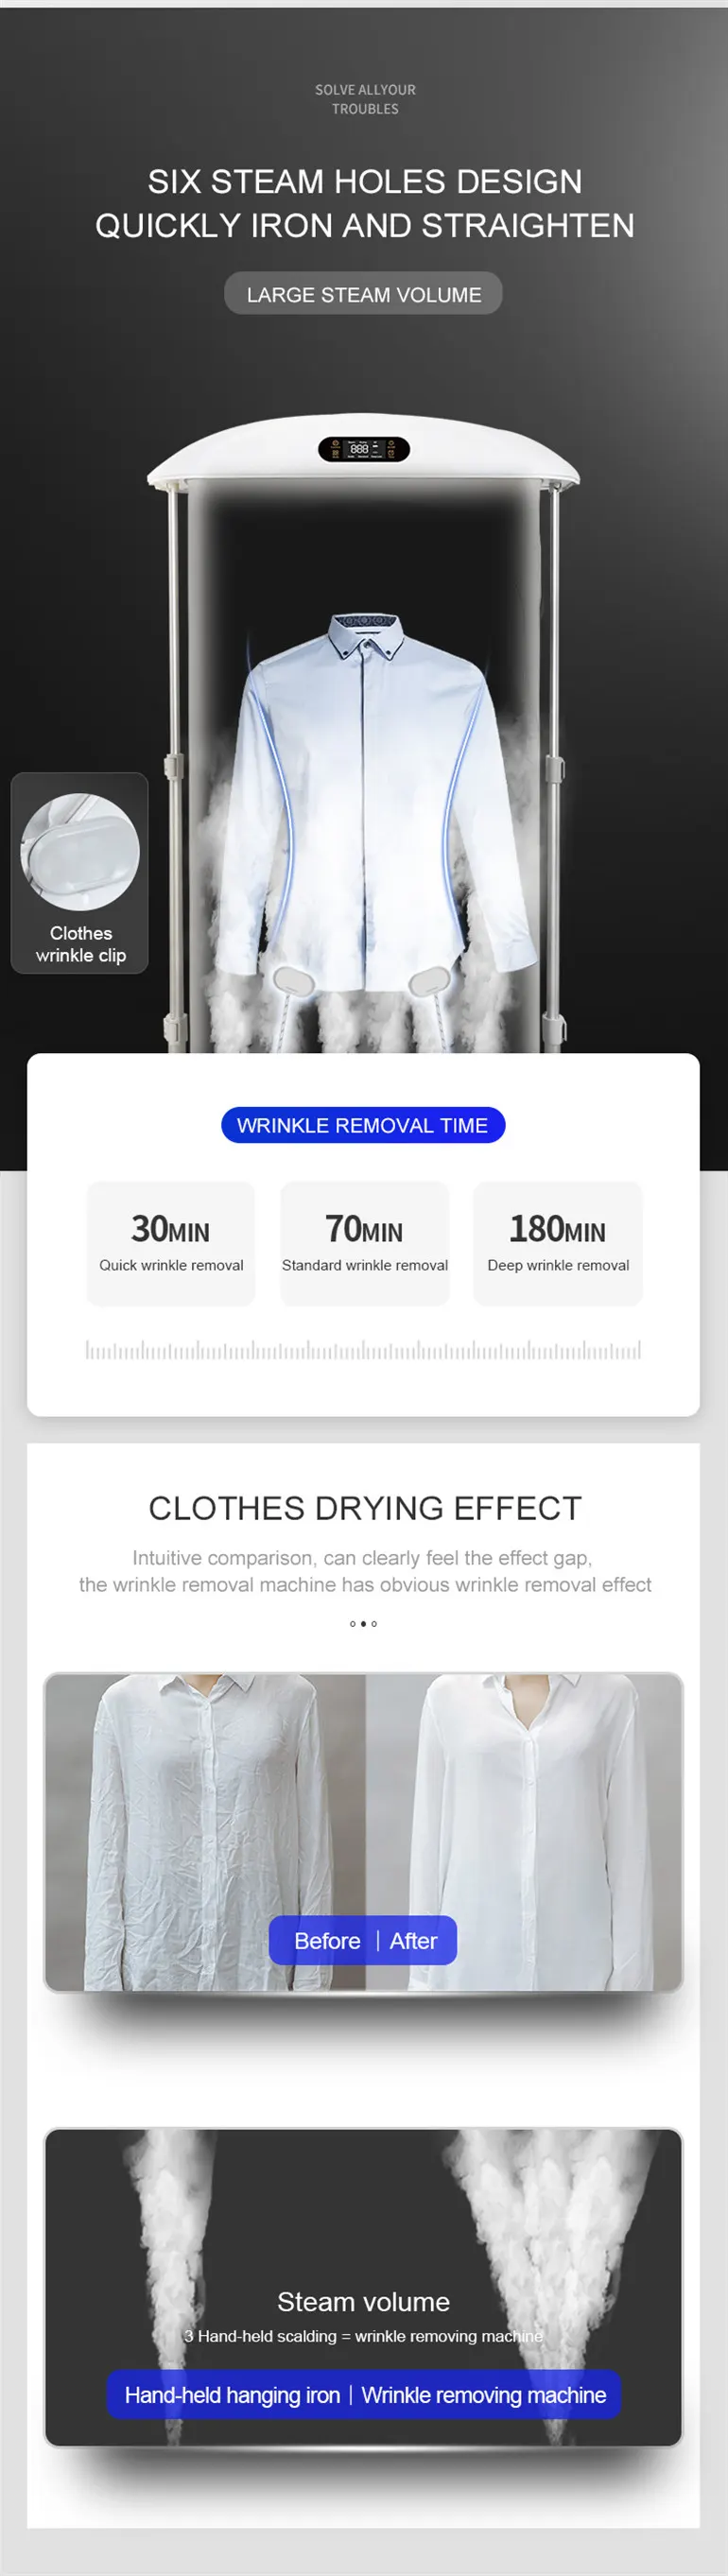 SOLVE ALLYOUR
TROUBLES
SIX STEAM HOLES DESIGN
QUICKLY IRON AND STRAIGHTEN
LARGE STEAM VOLUME
888
Clothes
wrinkle clip
WRINKLE REMOVAL TIME
30MIN
Quick wrinkle removal
70MIN
Standard wrinkle removal
180MIN
Deep wrinkle removal
CLOTHES DRYING EFFECT
Intuitive comparison, can clearly feel the effect gap,
the wrinkle removal machine has obvious wrinkle removal effect
Before | After
Steam volume
3 Hand-held scalding = wrinkle removing machine
Hand-held hanging iron | Wrinkle removing machine